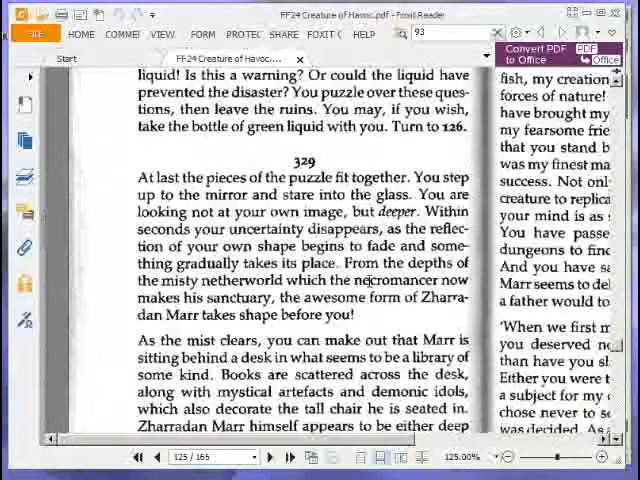 FF24 Creature of Havoc.pdf - Foxit Reader
FILE HOME COMMEI VIEW FORM PROTEC SHARE FOXIT C 93
Start FF24 Creature of Havoc....
Convert PDF to Office PDF Office
liquid! Is this a warning? Or could the liquid have
prevented the disaster? You puzzle over these ques-
tions, then leave the ruins. You may, if you wish,
take the bottle of green liquid with you. Turn to 126.
329
At last the pieces of the puzzle fit together. You step
up to the mirror and stare into the glass. You are
looking not at your own image, but deeper. Within
seconds your uncertainty disappears, as the reflec-
tion of your own shape begins to fade and some-
thing gradually takes its place. From the depths of
the misty netherworld which the necromancer now
makes his sanctuary, the awesome form of Zharra-
dan Marr takes shape before you!
As the mist clears, you can make out that Marr is
sitting behind a desk in what seems to be a library of
some kind. Books are scattered across the desk,
along with mystical artefacts and demonic idols,
which also decorate the tall chair he is seated in.
Zharradan Marr himself appears to be either deep
fish, my creation
forces of nature!
have brought my
my fearsome frie
that you stand b
was my finest ma
success. Not onl
creature to replica
your mind is as s
You have passe
dungeons to find
And you have sa
Marr seems to del
a father would to
'When we first m
you deserved no
than have you sl
Either you were t
a subject for my
chose never to se
was decided. As
125 / 165 125.00%